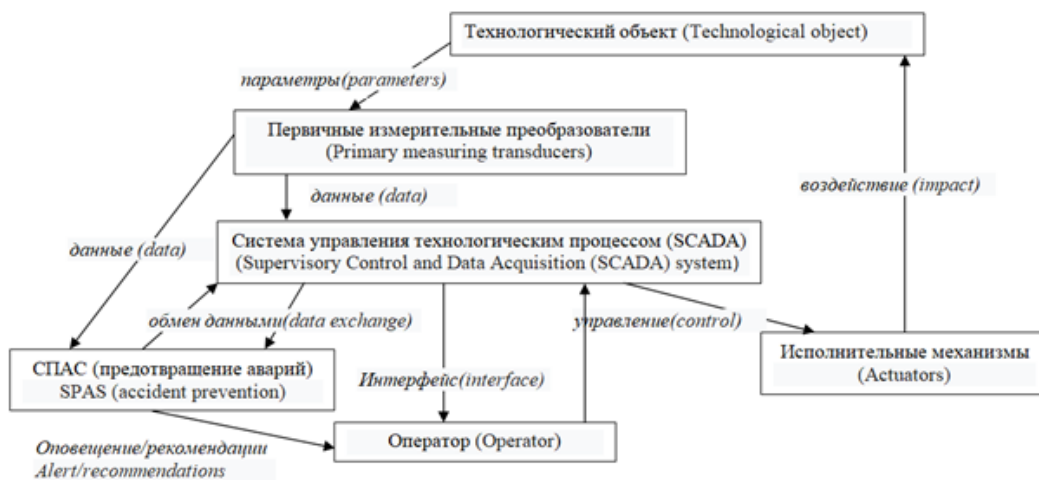 Технологический объект (Technological object)
параметры(parameters)
Первичные измерительные преобразователи
(Primary measuring transducers)
данные (data)
воздействие (impact)
данные (data)
Система управления технологическим процессом (SCADA)
(Supervisory Control and Data Acquisition (SCADA) system)
обмен данными(data exchange)
управление(control)
СПАС (предотвращение аварий)
SPAS (accident prevention)
Интерфейс(interface)
Исполнительные механизмы
(Actuators)
Оператор (Operator)
Оповещение/рекомендации
Alert/recommendations